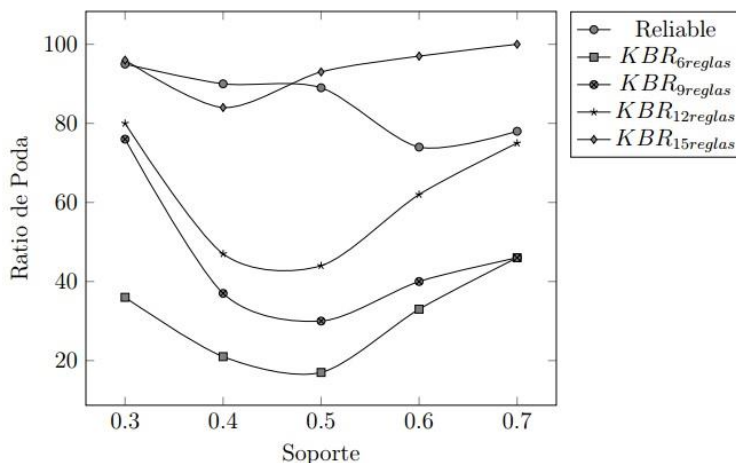 Reliable
KBR6reglas
KBR9reglas
KBR12reglas
KBR15reglas
Ratio de Poda
100
80
60
40
20
0.3 0.4 0.5 0.6 0.7
Soporte